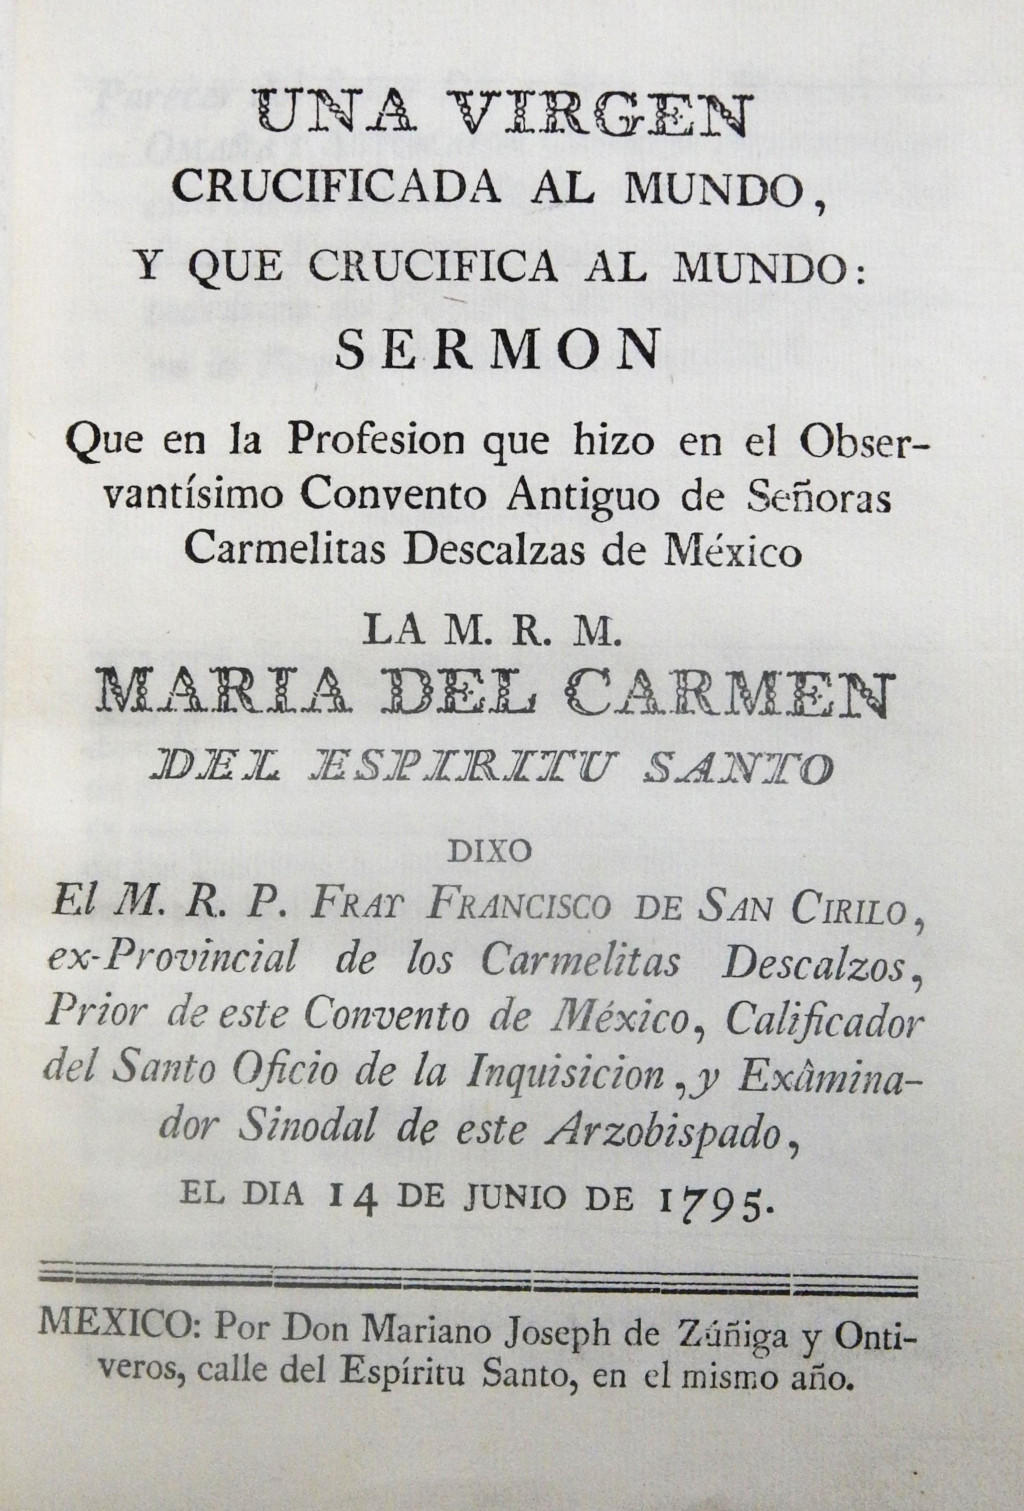 UNA VIRGEN
CRUCIFICADA AL MUNDO,
Y QUE CRUCIFICA AL MUNDO:
SERMON
Que en la Profesion que hizo en el Obser-
vantísimo Convento Antiguo de Señoras
Carmelitas Descalzas de México
LA M. R. M.
MARIA DEL CARMEN
DEL ESPIRITU SANTO
DIXO
El M. R. P. FRAY FRANCISCO DE SAN CIRILO,
ex-Provincial de los Carmelitas Descalzos,
Prior de este Convento de México, Calificador
del Santo Oficio de la Inquisicion, y Exâmina-
dor Sinodal de este Arzobispado,
EL DIA 14 DE JUNIO DE 1795.
MEXICO: Por Don Mariano Joseph de Zúñiga y Onti-
veros, calle del Espíritu Santo, en el mismo año.